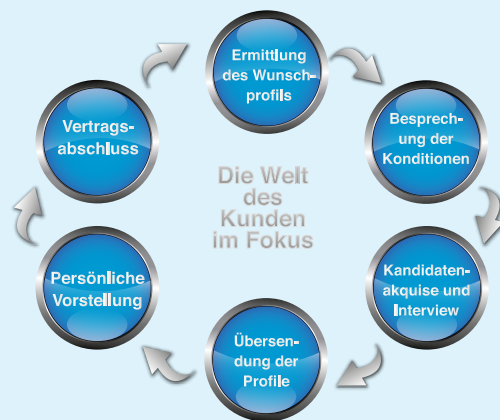 Ermittlung
des Wunsch-
profils
Besprech-
ung der
Konditionen
Kandidaten-
akquise und
Interview
Übersen-
dung der
Profile
Persönliche
Vorstellung
Vertrags-
abschluss
Die Welt
des
Kunden
im Fokus